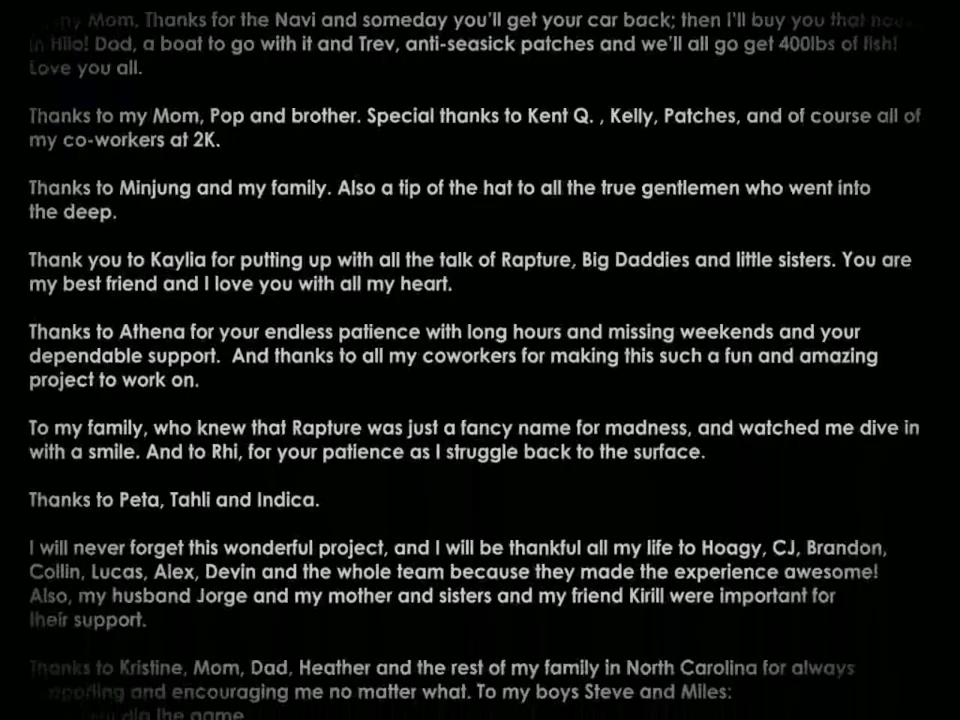 my Mom, Thanks for the Navi and someday you'll get your car back; then I'll buy you that
in Hilo! Dad, a boat to go with it and Trev, anti-seasick patches and we'll all go get 400lbs of fish!
Love you all.
Thanks to my Mom, Pop and brother. Special thanks to Kent Q. , Kelly, Patches, and of course all of
my co-workers at 2K.
Thanks to Minjung and my family. Also a tip of the hat to all the true gentlemen who went into
the deep.
Thank you to Kaylia for putting up with all the talk of Rapture, Big Daddies and little sisters. You are
my best friend and I love you with all my heart.
Thanks to Athena for your endless patience with long hours and missing weekends and your
dependable support.  And thanks to all my coworkers for making this such a fun and amazing
project to work on.
To my family, who knew that Rapture was just a fancy name for madness, and watched me dive in
with a smile. And to Rhi, for your patience as I struggle back to the surface.
Thanks to Peta, Tahli and Indica.
I will never forget this wonderful project, and I will be thankful all my life to Hoagy, CJ, Brandon,
Collin, Lucas, Alex, Devin and the whole team because they made the experience awesome!
Also, my husband Jorge and my mother and sisters and my friend Kirill were important for
their support.
Thanks to Kristine, Mom, Dad, Heather and the rest of my family in North Carolina for always
and encouraging me no matter what. To my boys Steve and Miles:
dig the game